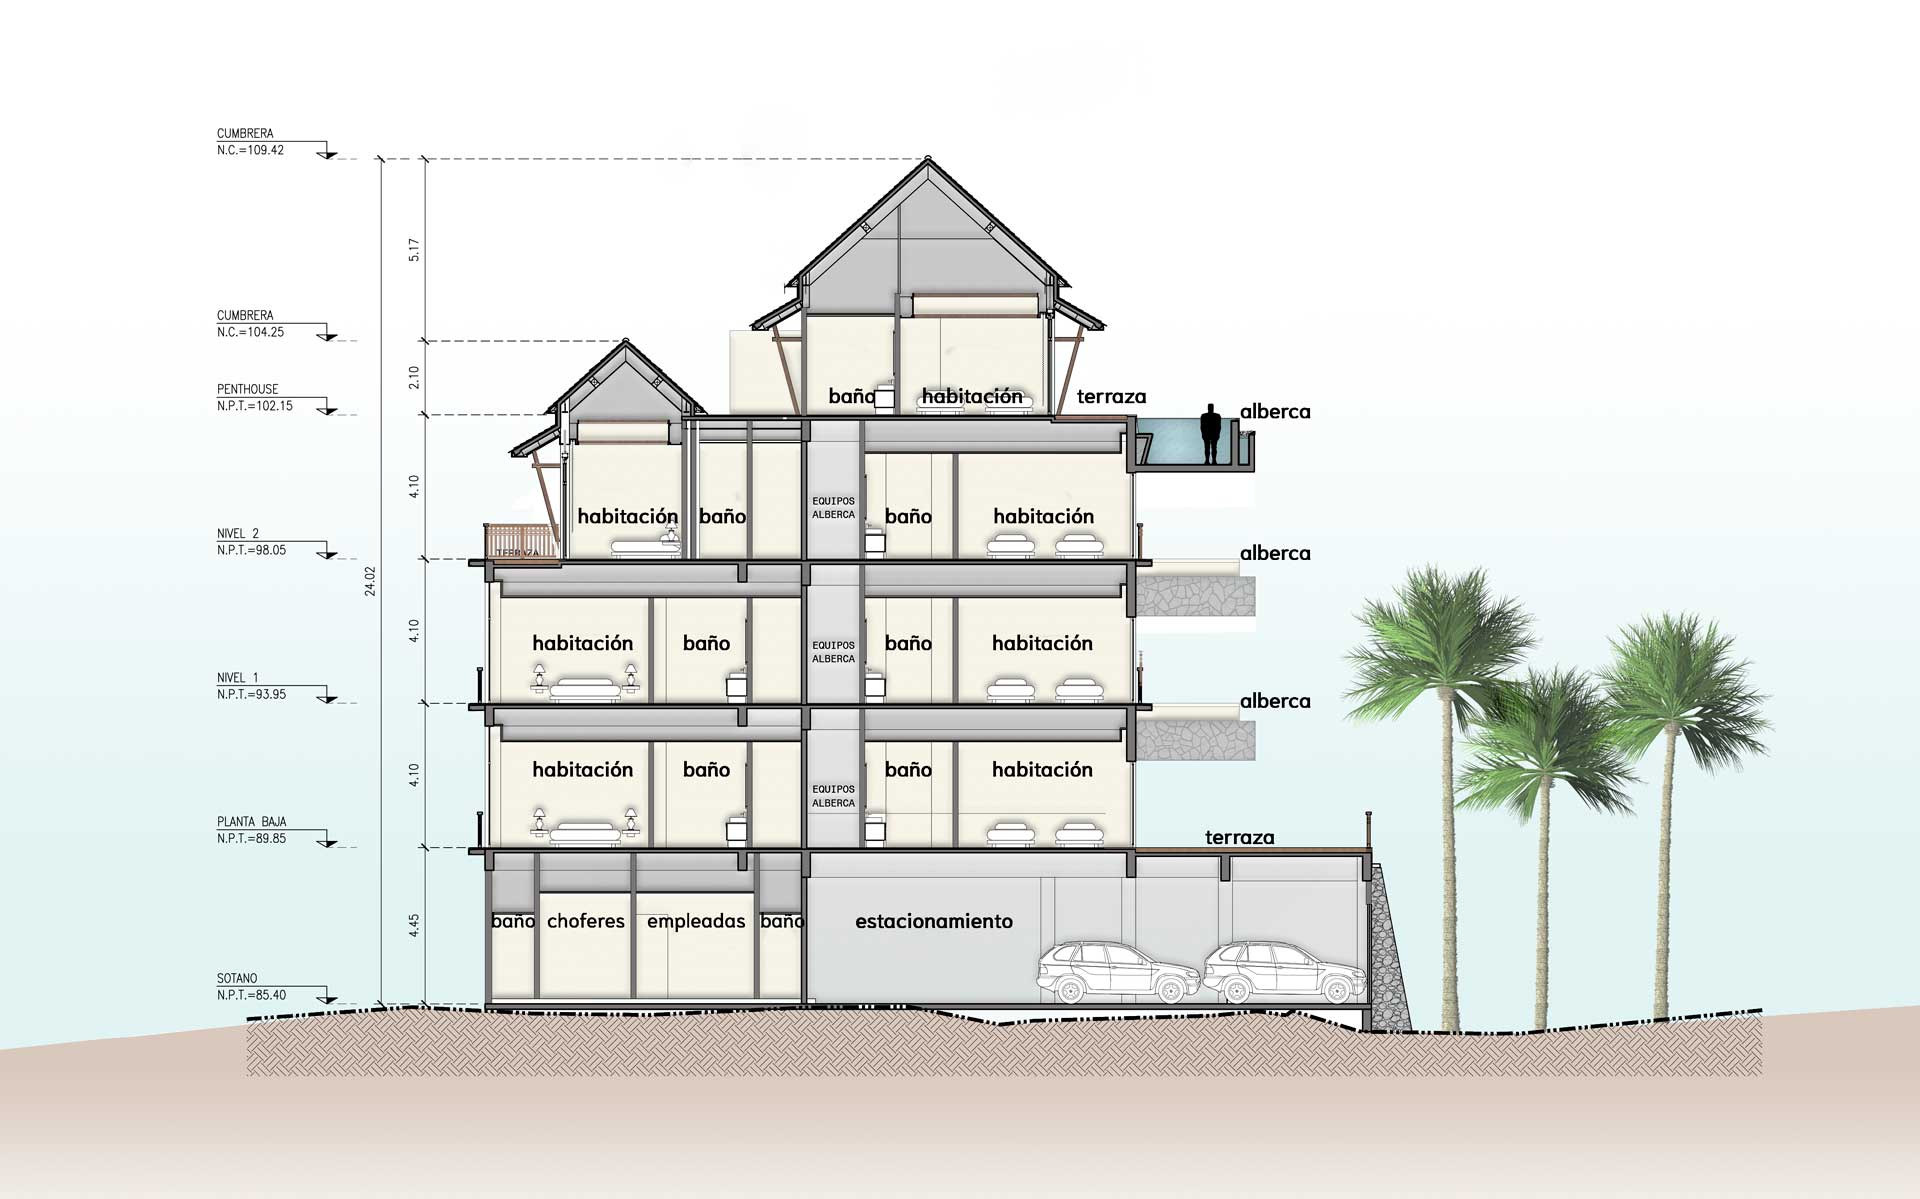 CUMBRERA
N.C.=109.42
5.17
CUMBRERA
N.C.=104.25
2.10
PENTHOUSE
N.P.T.=102.15
baño habitación terraza
alberca
4.10
EQUIPOS
ALBERCA
habitación baño baño habitación
NIVEL 2
N.P.T.=98.05
TERRAZA
alberca
24.02
4.10
habitación baño EQUIPOS baño habitación
ALBERCA
NIVEL 1
N.P.T.=93.95
alberca
4.10
habitación baño baño habitación
EQUIPOS
ALBERCA
PLANTA BAJA
N.P.T.=89.85
terraza
4.45
baño choferes empleadas baño estacionamiento
SOTANO
N.P.T.=85.40